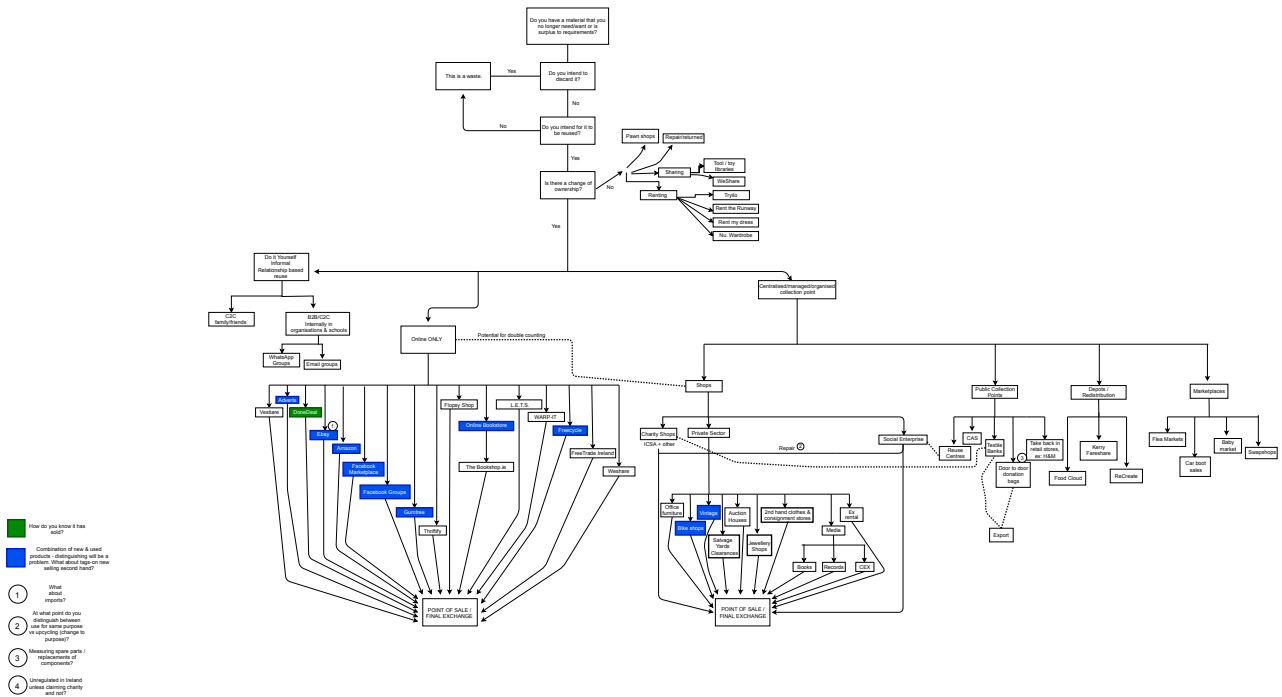 Do you have a material that you
no longer need/want or is
surplus to requirements?
This is a waste.
Yes
Do you intend to
discard it?
No
No
Do you intend for it to
be reused?
Yes
Is there a change of
ownership?
No
Yes
Pawn shops
Repair/returned
Sharing
Tool / toy
libraries
WeShare
Renting
Tryilo
Rent the Runway
Rent my dress
Nu. Wardrobe
Do it Yourself
Informal
Relationship based
reuse
C2C
family/friends
B2B/C2C
Internally in
organisations & schools
WhatsApp
Groups
Email groups
Online ONLY
Potential for double counting
Centralised/managed/organised
collection point
Shops
Public Collection
Points
Depots /
Redistribution
Marketplaces
Vestiare
Adverts
DoneDeal
Ebay
1
Amazon
Facebook
Marketplace
Facebook Groups
Gumtree
Thriftify
Flopsy Shop
Online Bookstore
The Bookshop.ie
L.E.T.S.
WARP-IT
Freecycle
FreeTrade Ireland
Weshare
POINT OF SALE /
FINAL EXCHANGE
Charity Shops
ICSA + other
Private Sector
Repair
2
Social Enterprise
Office
furniture
Bike shops
Vintage
Salvage
Yards
Clearances
Auction
Houses
Jewellery
Shops
2nd hand clothes &
consignment stores
Media
Ex
rental
Books
Records
CEX
POINT OF SALE /
FINAL EXCHANGE
Reuse
Centres
CAS
Textile
Banks
3
Door to door
donation
bags
Take back in
retail stores,
ex: H&M
Export
Food Cloud
Kerry
Fareshare
ReCreate
Flea Markets
Car boot
sales
Baby
market
Swapshops
How do you know it has
sold?
Combination of new & used
products - distinguishing will be a
problem. What about tags-on new
selling second hand?
1
What
about
imports?
2
At what point do you
distinguish between
use for same purpose
vs upcycling (change to
purpose)?
3
Measuring spare parts /
replacements of
components?
4
Unregulated in Ireland
unless claiming charity
and not?